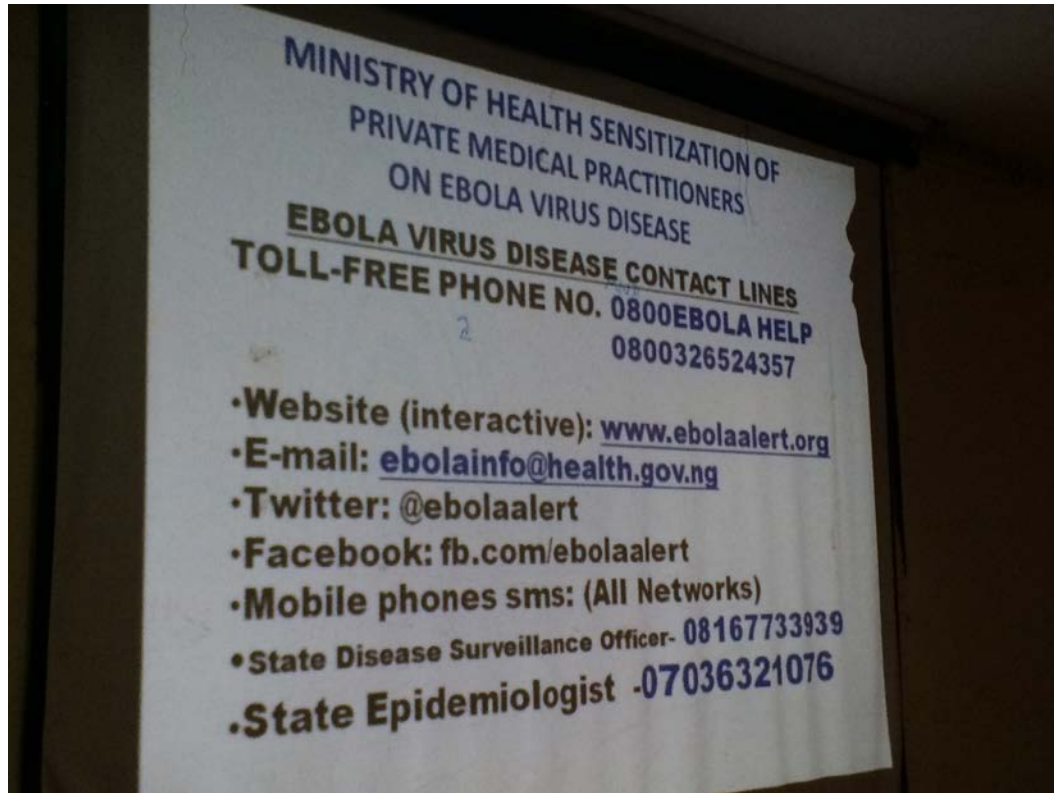 MINISTRY OF HEALTH SENSITIZATION OF
PRIVATE MEDICAL PRACTITIONERS
ON EBOLA VIRUS DISEASE
EBOLA VIRUS DISEASE CONTACT LINES
TOLL-FREE PHONE NO. 0800EBOLA HELP
0800326524357
2
•Website (interactive): www.ebolaalert.org
•E-mail: ebolainfo@health.gov.ng
•Twitter: @ebolaalert
•Facebook: fb.com/ebolaalert
•Mobile phones sms: (All Networks)
•State Disease Surveillance Officer- 08167733939
•State Epidemiologist -07036321076